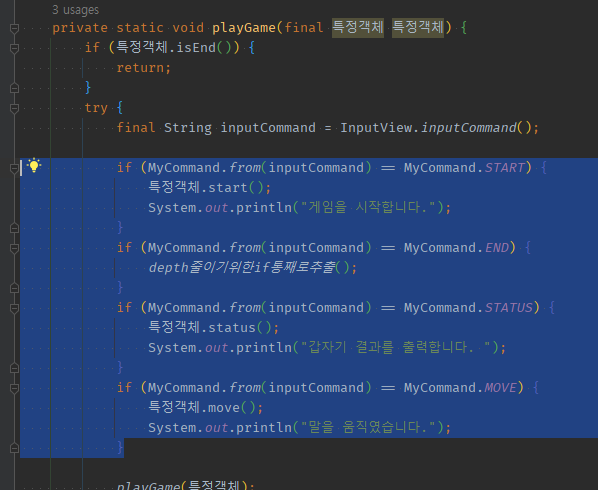 3 usages
private static void playGame(final 특정객체 특정객체) {
if (특정객체.isEnd()) {
return;
}
try {
final String inputCommand = InputView.inputCommand();
if (MyCommand.from(inputCommand) == MyCommand.START) {
특정객체.start();
System.out.println("게임을 시작합니다.");
}
if (MyCommand.from(inputCommand) == MyCommand.END) {
depth줄이기위한if통째로추출();
}
if (MyCommand.from(inputCommand) == MyCommand.STATUS) {
특정객체.status();
System.out.println("갑자기 결과를 출력합니다. ");
}
if (MyCommand.from(inputCommand) == MyCommand.MOVE) {
특정객체.move();
System.out.println("말을 움직였습니다.");
}
playGame(특정객체);